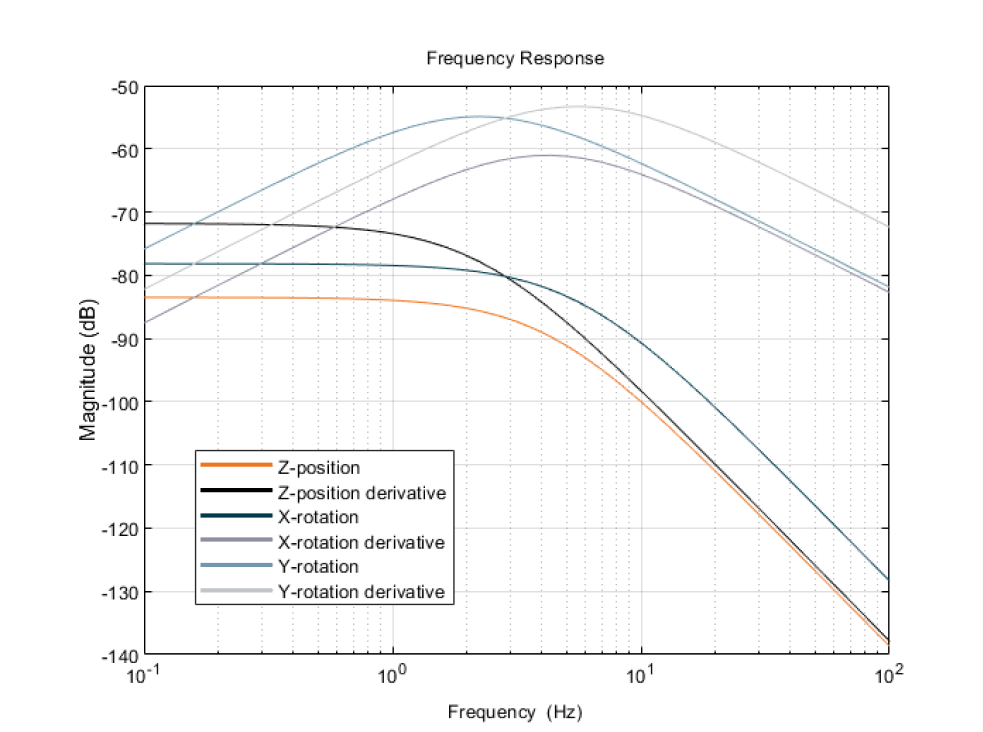 Frequency Response
-50
-60
-70
-80
-90
-100
-110
-120
-130
-140
Magnitude (dB)
Z-position
Z-position derivative
X-rotation
X-rotation derivative
Y-rotation
Y-rotation derivative
10^-1 10^0 10^1 10^2
Frequency (Hz)